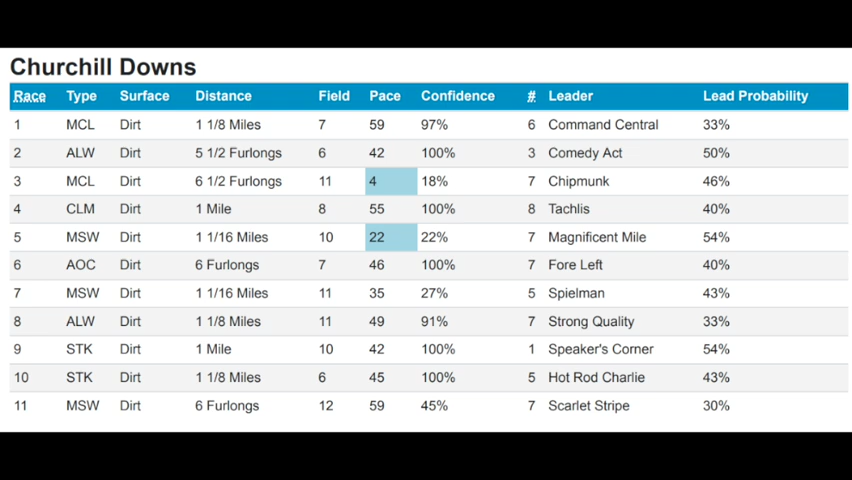 Churchill Downs
Race Type Surface Distance Field Pace Confidence # Leader Lead Probability
1 MCL Dirt 1 1/8 Miles 7 59 97% 6 Command Central 33%
2 ALW Dirt 5 1/2 Furlongs 6 42 100% 3 Comedy Act 50%
3 MCL Dirt 6 1/2 Furlongs 11 4 18% 7 Chipmunk 46%
4 CLM Dirt 1 Mile 8 55 100% 8 Tachlis 40%
5 MSW Dirt 1 1/16 Miles 10 22 22% 7 Magnificent Mile 54%
6 AOC Dirt 6 Furlongs 7 46 100% 7 Fore Left 40%
7 MSW Dirt 1 1/16 Miles 11 35 27% 5 Spielman 43%
8 ALW Dirt 1 1/8 Miles 11 49 91% 7 Strong Quality 33%
9 STK Dirt 1 Mile 10 42 100% 1 Speaker's Corner 54%
10 STK Dirt 1 1/8 Miles 6 45 100% 5 Hot Rod Charlie 43%
11 MSW Dirt 6 Furlongs 12 59 45% 7 Scarlet Stripe 30%